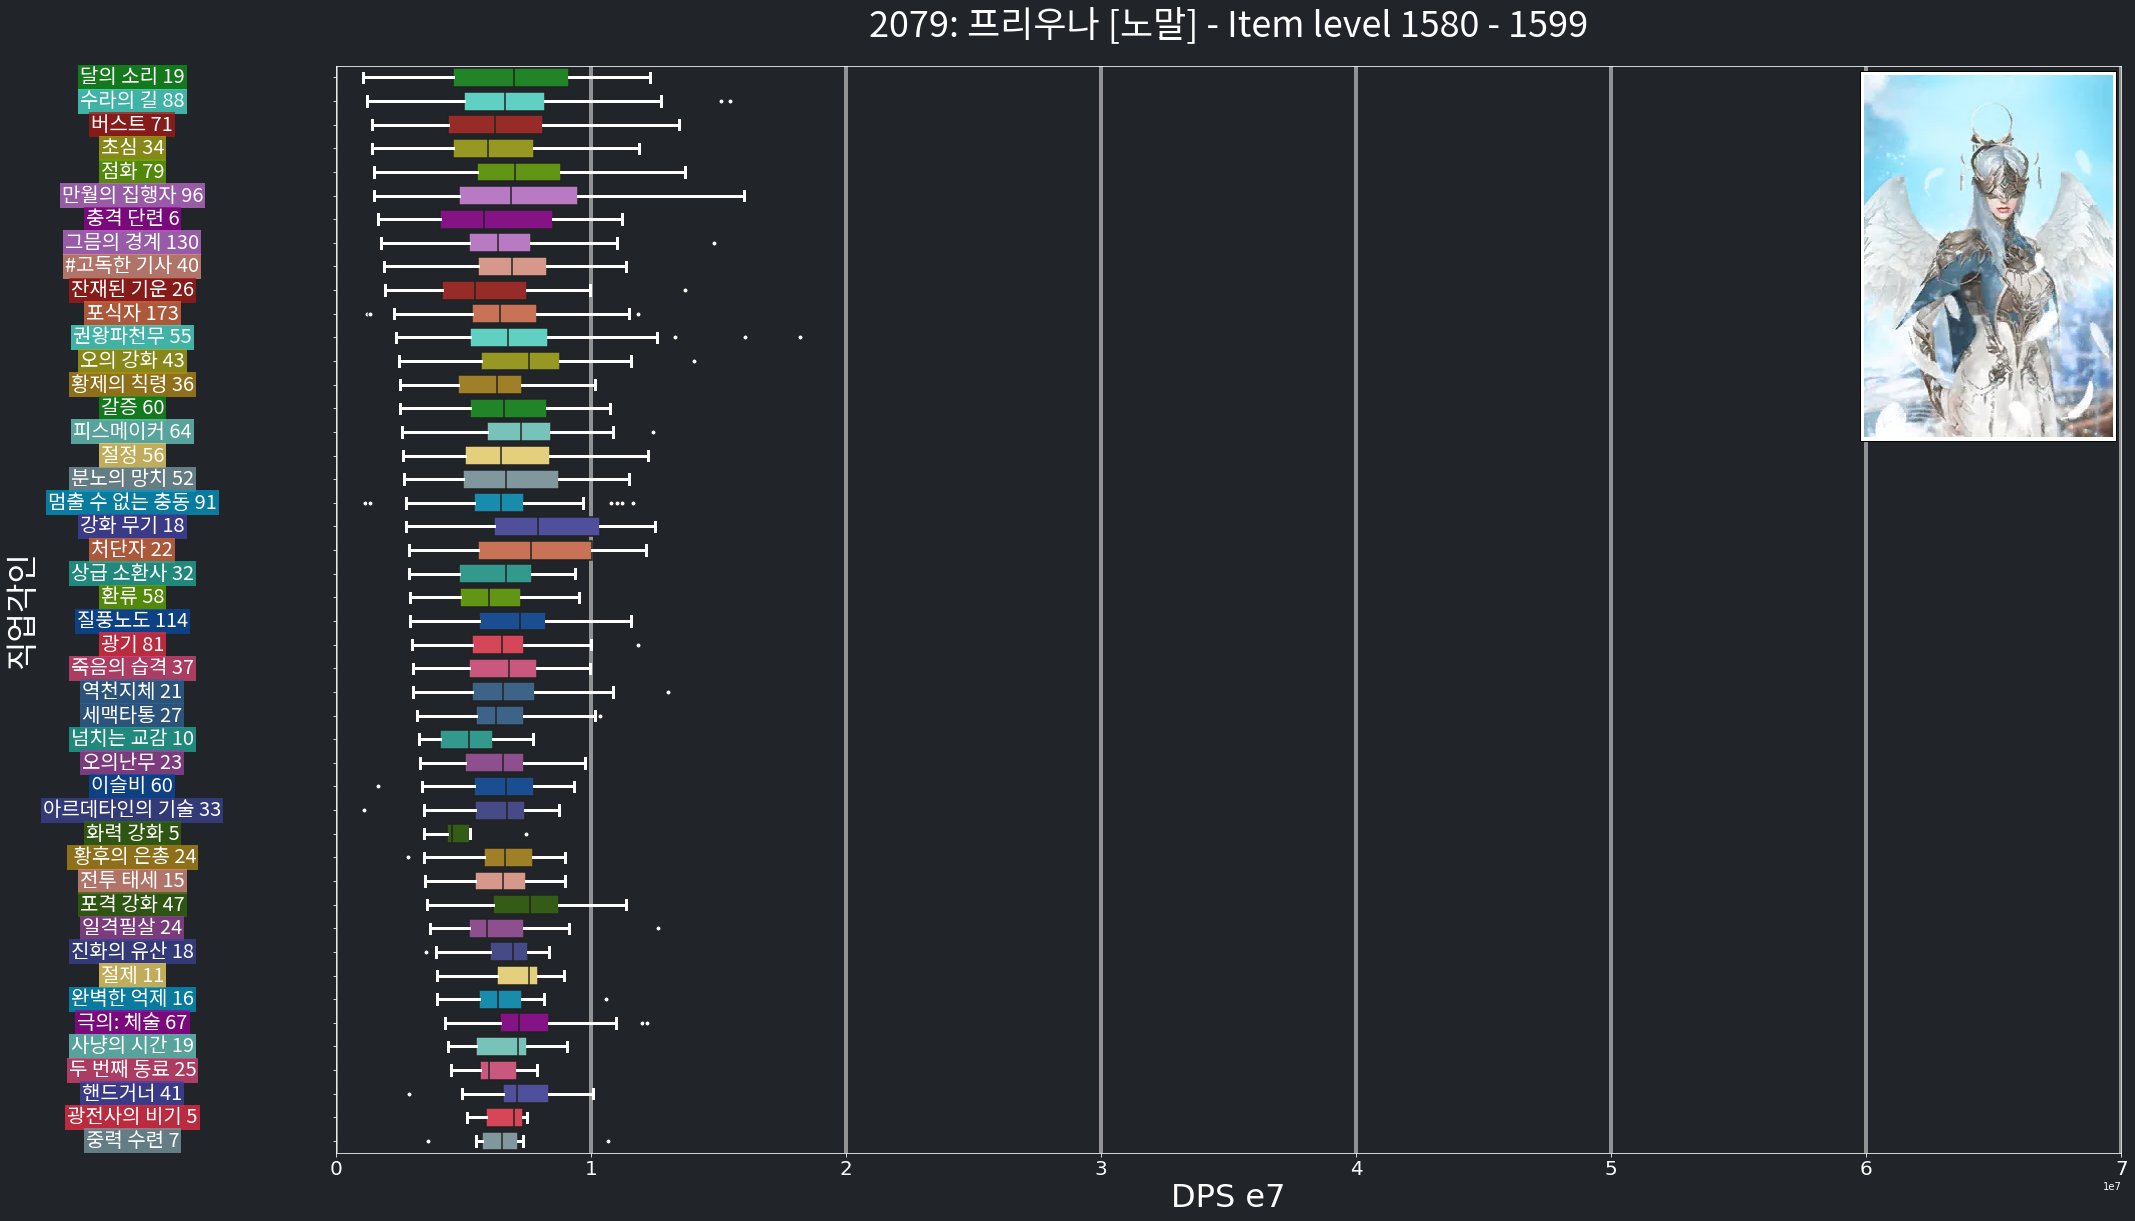 2079: 프리우나 [노말] - Item level 1580 - 1599
직업각인
달의 소리 19
수라의 길 88
버스트 71
초심 34
점화 79
만월의 집행자 96
충격 단련 6
그믐의 경계 130
#고독한 기사 40
잔재된 기운 26
포식자 173
권왕파천무 55
오의 강화 43
황제의 칙령 36
갈증 60
피스메이커 64
절정 56
분노의 망치 52
멈출 수 없는 충동 91
강화 무기 18
처단자 22
상급 소환사 32
환류 58
질풍노도 114
광기 81
죽음의 습격 37
역천지체 21
세맥타통 27
넘치는 교감 10
오의난무 23
이슬비 60
아르데타인의 기술 33
화력 강화 5
황후의 은총 24
전투 태세 15
포격 강화 47
일격필살 24
진화의 유산 18
절제 11
완벽한 억제 16
극의: 체술 67
사냥의 시간 19
두 번째 동료 25
핸드거너 41
광전사의 비기 5
중력 수련 7
0 1 2 3 4 5 6 7
1e7
DPS e7